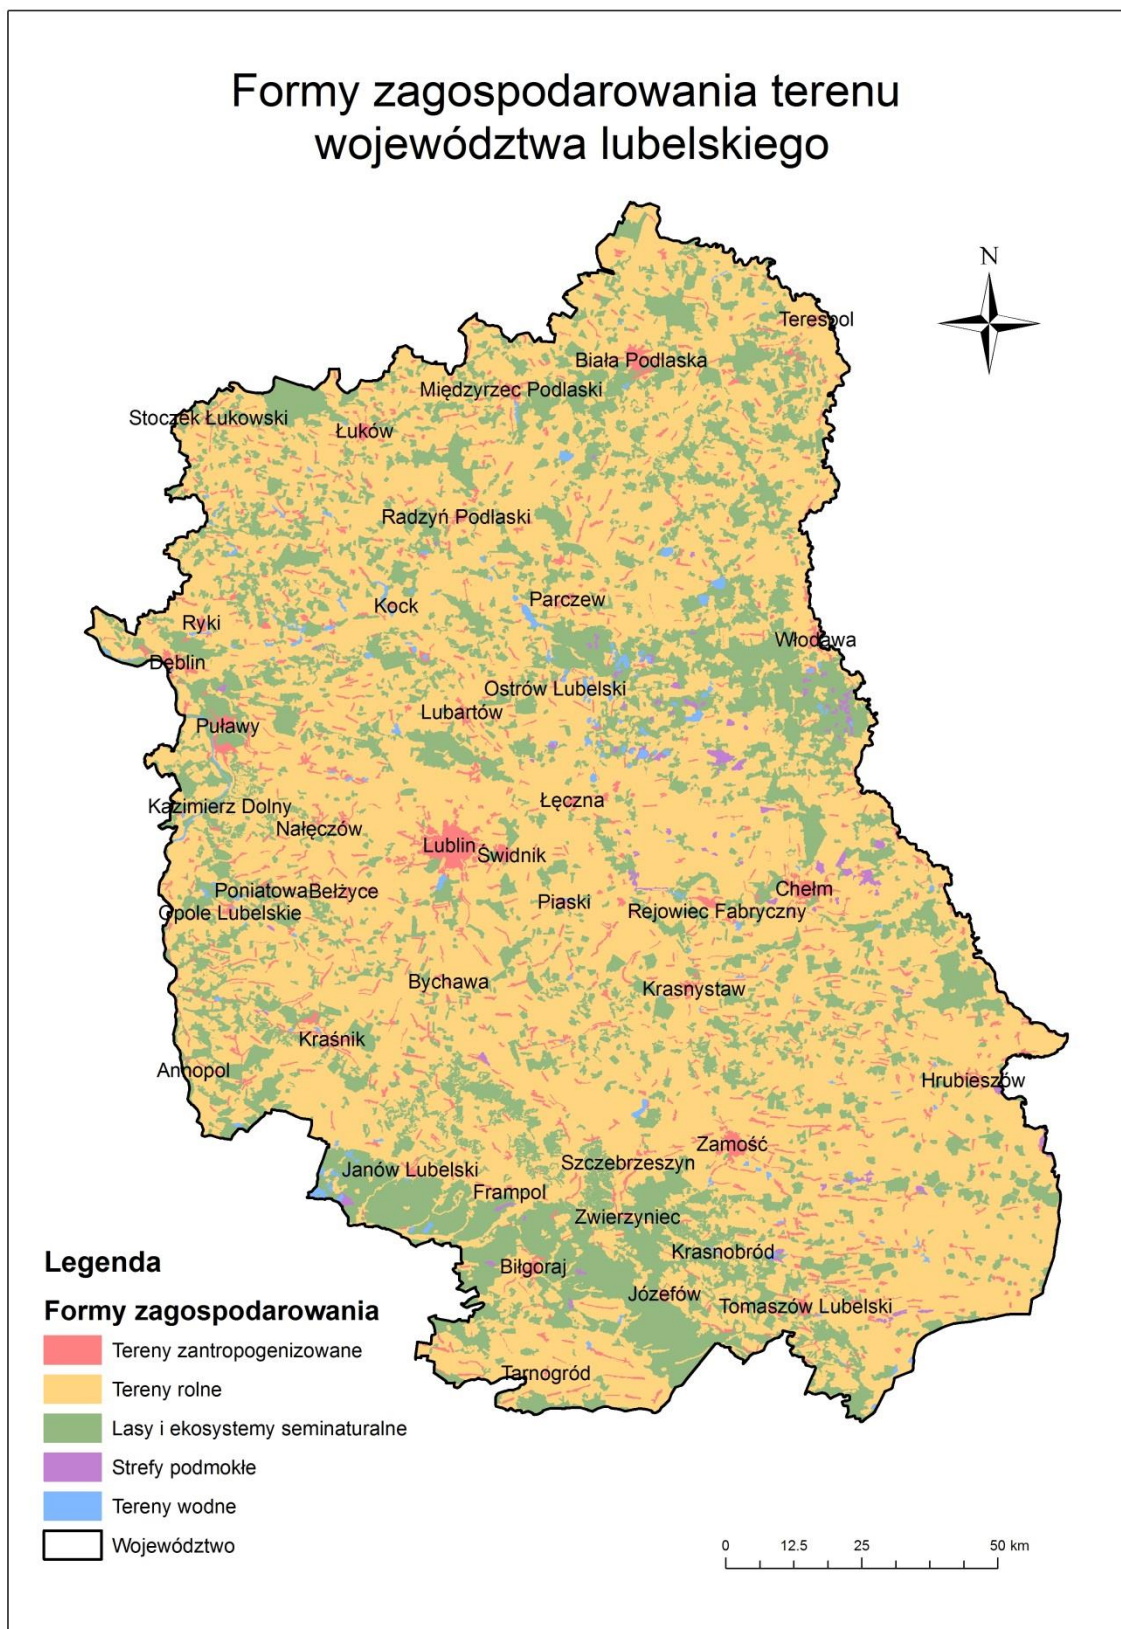 Formy zagospodarowania terenu
województwa lubelskiego
N
Terespol
Biała Podlaska
Międzyrzec Podlaski
Stoczek Łukowski
Łuków
Radzyń Podlaski
Kock
Parczew
Ryki
Włodawa
Dęblin
Ostrów Lubelski
Lubartów
Puławy
Kazimierz Dolny
Łęczna
Nałęczów
Lublin
Świdnik
Poniatowa
Bełżyce
Chełm
Piaski
Opole Lubelskie
Rejowiec Fabryczny
Bychawa
Krasnystaw
Kraśnik
Annopol
Hrubieszów
Zamość
Szczebrzeszyn
Janów Lubelski
Frampol
Zwierzyniec
Krasnobród
Biłgoraj
Józefów
Tomaszów Lubelski
Tarnogród
Legenda
Formy zagospodarowania
Tereny zantropogenizowane
Tereny rolne
Lasy i ekosystemy seminaturalne
Strefy podmokłe
Tereny wodne
Województwo
0 12.5 25 50 km